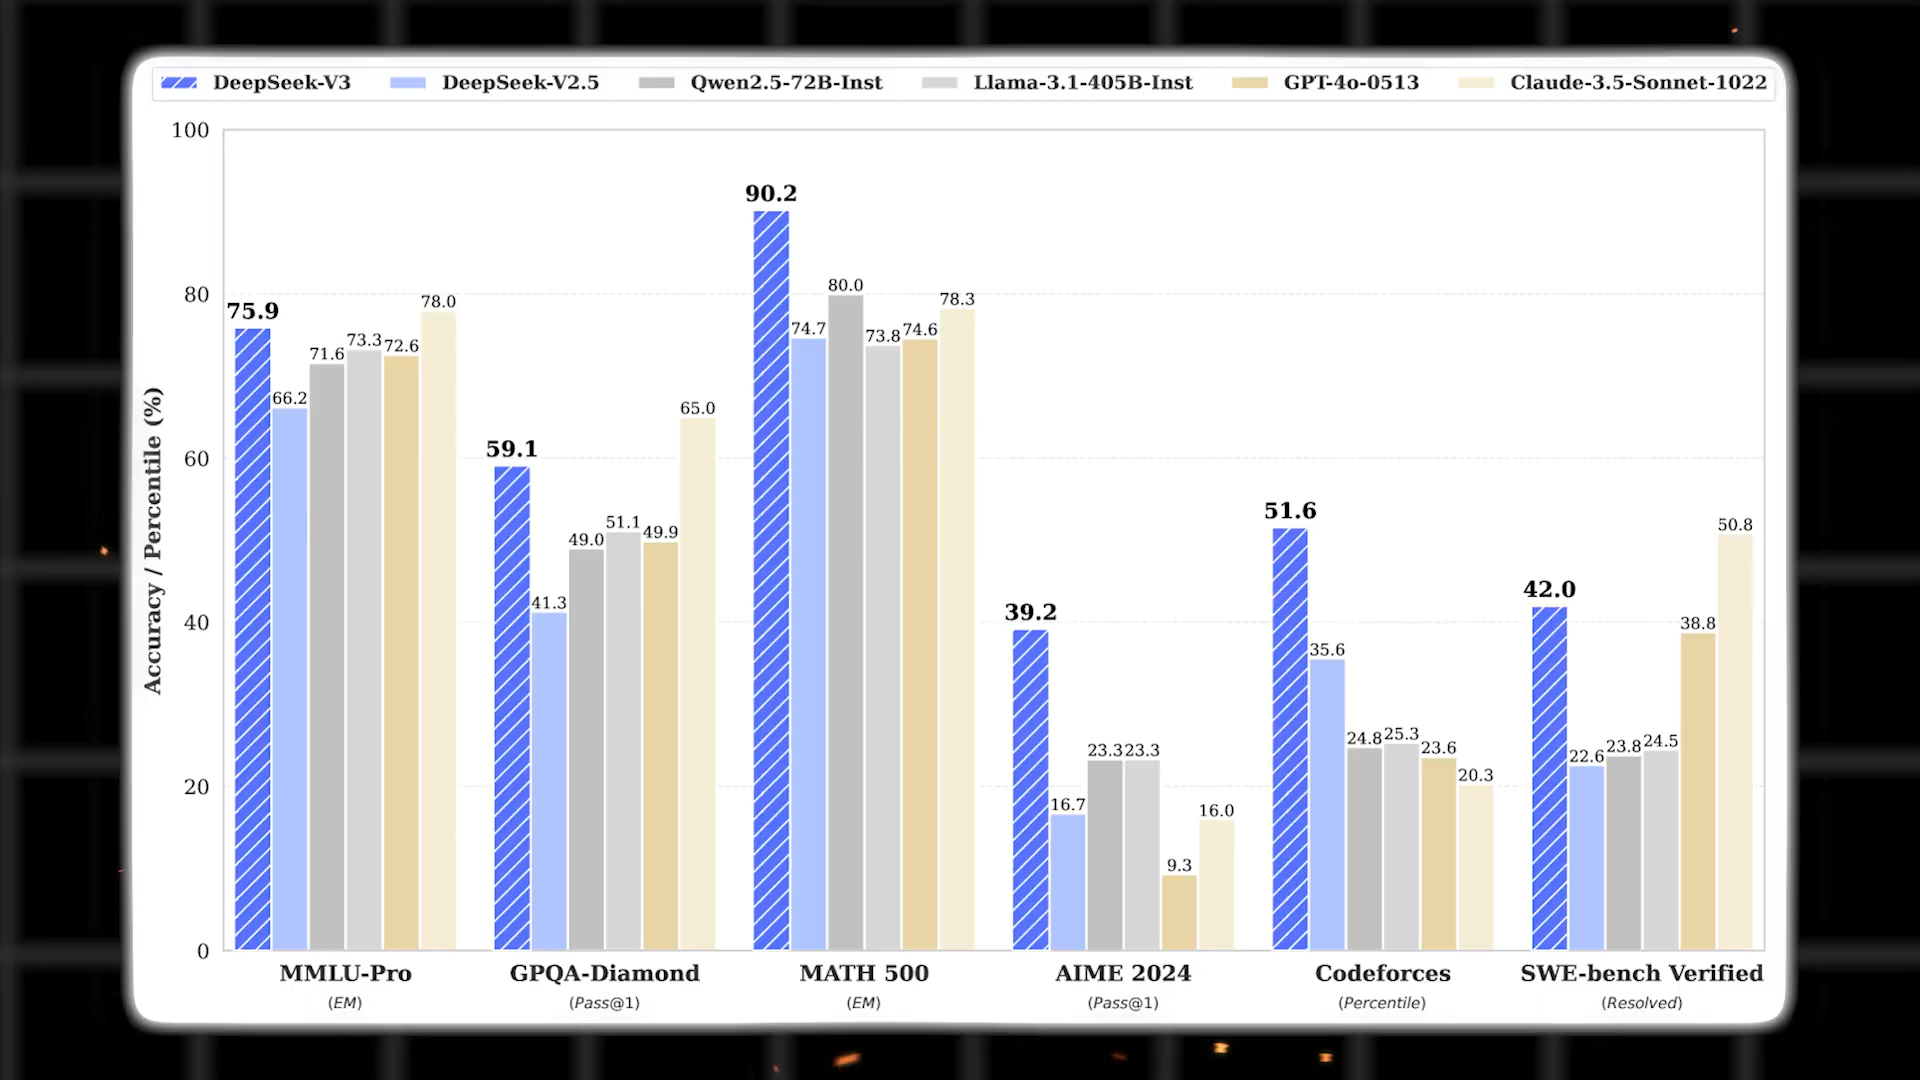 DeepSeek-V3 DeepSeek-V2.5 Qwen2.5-72B-Inst Llama-3.1-405B-Inst GPT-4o-0513 Claude-3.5-Sonnet-1022
Accuracy / Percentile (%)
100
80
60
40
20
0
75.9 66.2 71.6 73.3 72.6 78.0
59.1 41.3 49.0 51.1 49.9 65.0
90.2 74.7 80.0 73.8 74.6 78.3
39.2 16.7 23.3 23.3 9.3 16.0
51.6 35.6 24.8 25.3 23.6 20.3
42.0 22.6 23.8 24.5 38.8 50.8
MMLU-Pro GPQA-Diamond MATH 500 AIME 2024 Codeforces SWE-bench Verified
(EM) (Pass@1) (EM) (Pass@1) (Percentile) (Resolved)